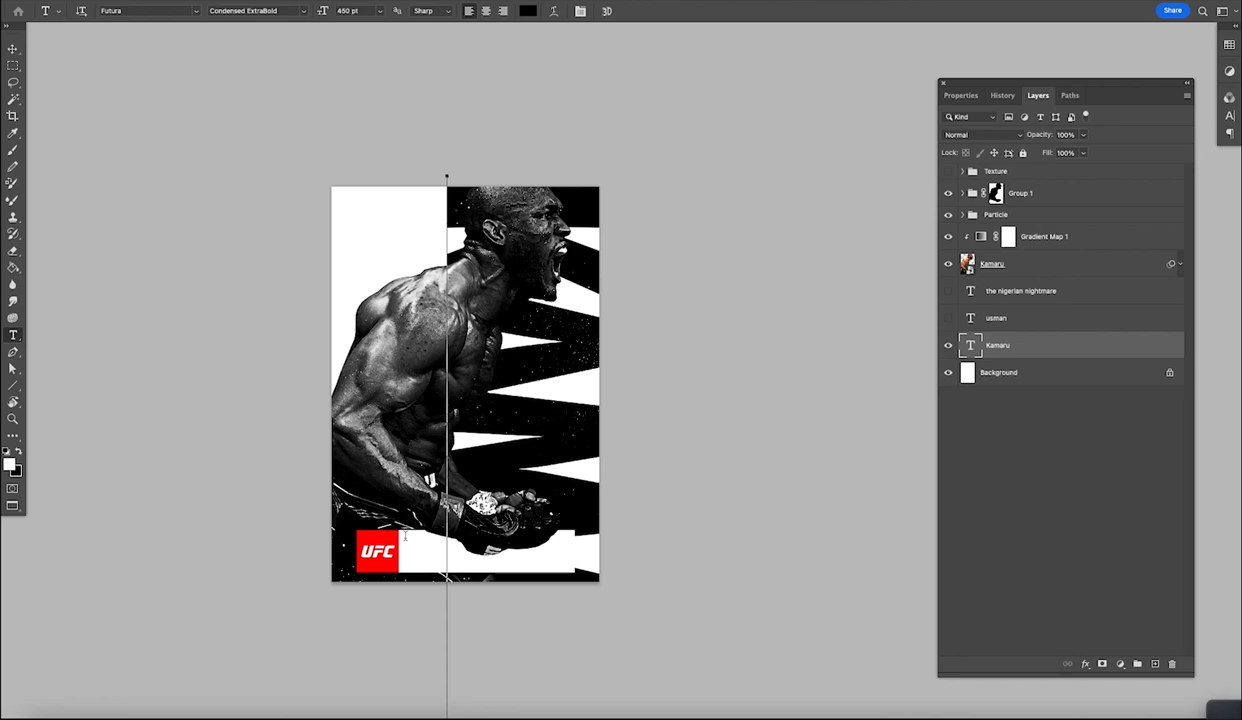 T Futura Condensed ExtraBold 450 pt Sharp 3D Share
Properties History Layers Paths
Kind
Normal Opacity: 100%
Lock: Fill: 100%
Texture
Group 1
Particle
Gradient Map 1
Kamaru
T the nigerian nightmare
T usman
T Kamaru
Background
UFC
fx